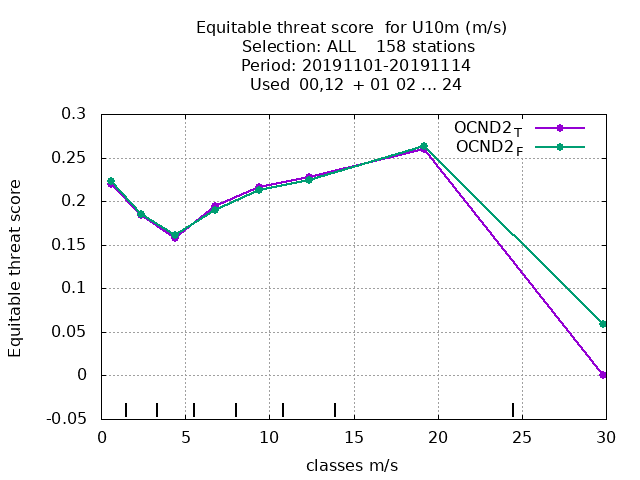 Equitable threat score for U10m (m/s)
Selection: ALL 158 stations
Period: 20191101-20191114
Used 00,12 + 01 02 ... 24
OCND2T
OCND2F
Equitable threat score
0.3
0.25
0.2
0.15
0.1
0.05
0
-0.05
0 5 10 15 20 25 30
classes m/s